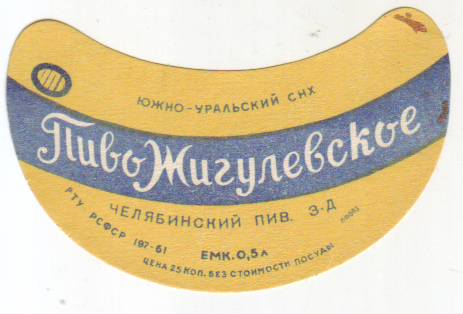 ЮЖНО-УРАЛЬСКИЙ СНХ
Пиво Жигулевское
ЧЕЛЯБИНСКИЙ ПИВ. З-Д
РТУ РСФСР 197-61
ЕМК. 0,5 л
ЦЕНА 25 КОП. БЕЗ СТОИМОСТИ ПОСУДЫ